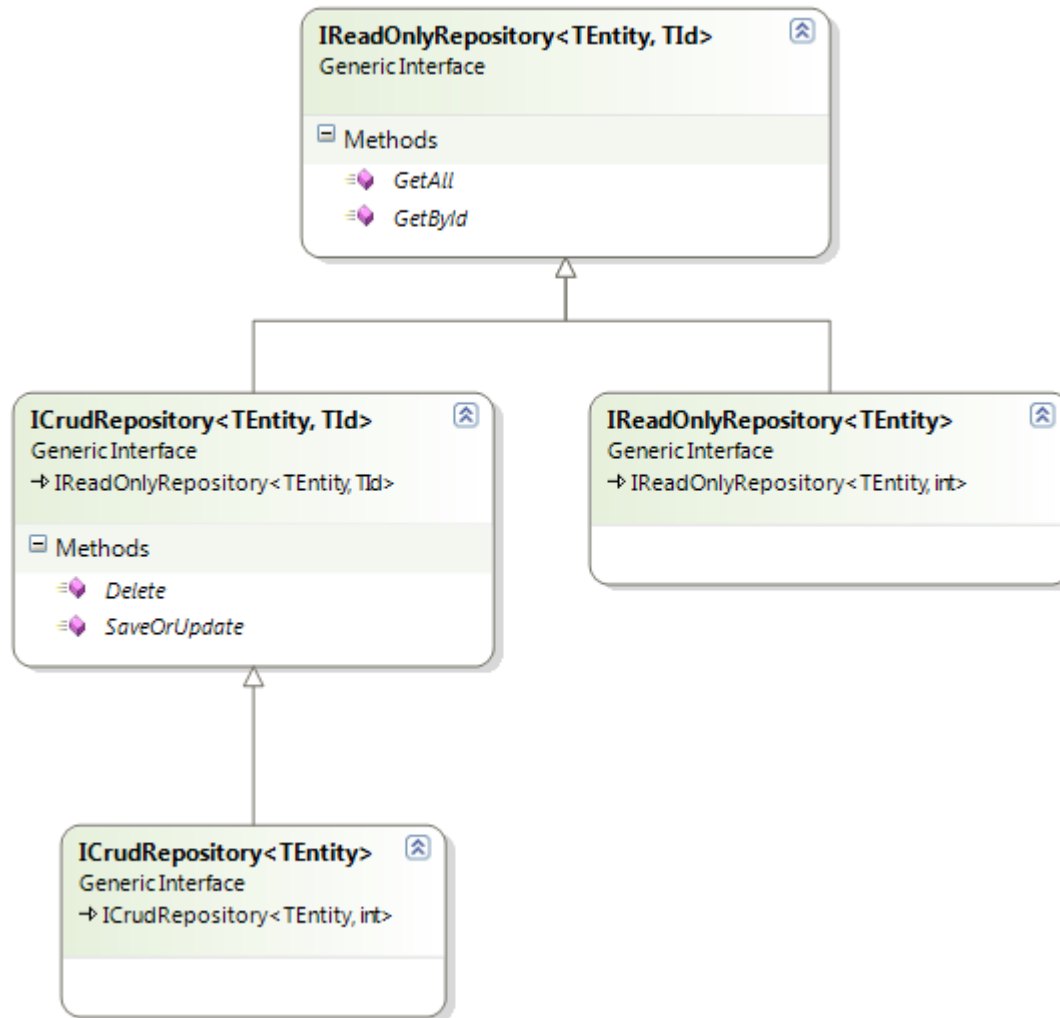 IReadOnlyRepository<TEntity, TId>
Generic Interface
Methods
GetAll
GetById
ICrudRepository<TEntity, TId>
Generic Interface
IReadOnlyRepository<TEntity, TId>
Methods
Delete
SaveOrUpdate
IReadOnlyRepository<TEntity>
Generic Interface
IReadOnlyRepository<TEntity, int>
ICrudRepository<TEntity>
Generic Interface
ICrudRepository<TEntity, int>